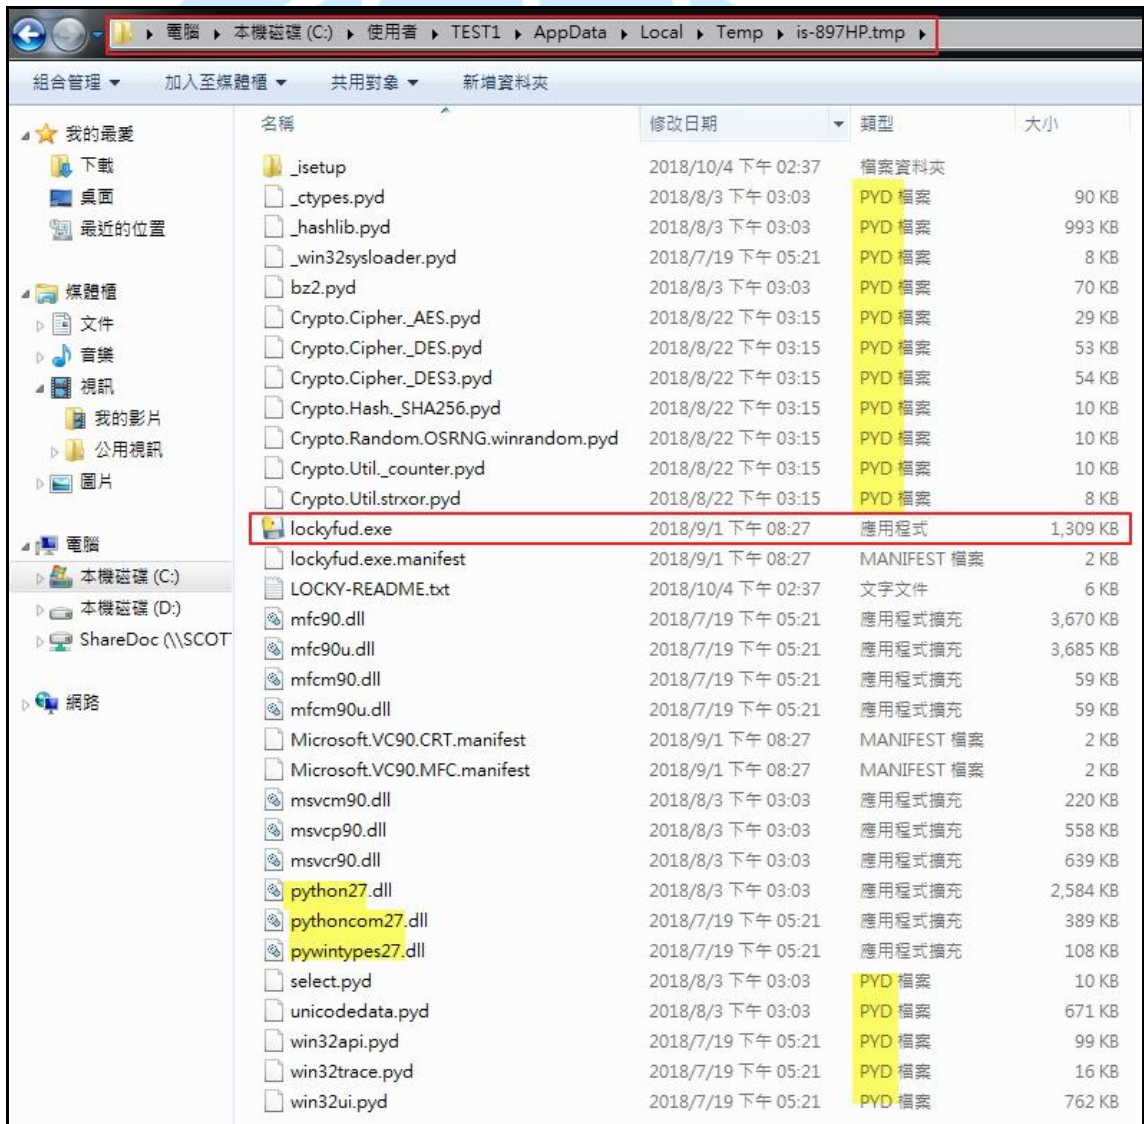 電腦 ▸ 本機磁碟 (C:) ▸ 使用者 ▸ TEST1 ▸ AppData ▸ Local ▸ Temp ▸ is-897HP.tmp ▸
組合管理 加入至媒體櫃 共用對象 新增資料夾
我的最愛
下載
桌面
最近的位置
媒體櫃
文件
音樂
視訊
我的影片
公用視訊
圖片
電腦
本機磁碟 (C:)
本機磁碟 (D:)
ShareDoc (\\SCOT
網路
名稱 修改日期 類型 大小
_isetup 2018/10/4 下午 02:37 檔案資料夾
_ctypes.pyd 2018/8/3 下午 03:03 PYD 檔案 90 KB
_hashlib.pyd 2018/8/3 下午 03:03 PYD 檔案 993 KB
_win32sysloader.pyd 2018/7/19 下午 05:21 PYD 檔案 8 KB
bz2.pyd 2018/8/3 下午 03:03 PYD 檔案 70 KB
Crypto.Cipher._AES.pyd 2018/8/22 下午 03:15 PYD 檔案 29 KB
Crypto.Cipher._DES.pyd 2018/8/22 下午 03:15 PYD 檔案 53 KB
Crypto.Cipher._DES3.pyd 2018/8/22 下午 03:15 PYD 檔案 54 KB
Crypto.Hash._SHA256.pyd 2018/8/22 下午 03:15 PYD 檔案 10 KB
Crypto.Random.OSRNG.winrandom.pyd 2018/8/22 下午 03:15 PYD 檔案 10 KB
Crypto.Util._counter.pyd 2018/8/22 下午 03:15 PYD 檔案 10 KB
Crypto.Util.strxor.pyd 2018/8/22 下午 03:15 PYD 檔案 8 KB
lockyfud.exe 2018/9/1 下午 08:27 應用程式 1,309 KB
lockyfud.exe.manifest 2018/9/1 下午 08:27 MANIFEST 檔案 2 KB
LOCKY-README.txt 2018/10/4 下午 02:37 文字文件 6 KB
mfc90.dll 2018/7/19 下午 05:21 應用程式擴充 3,670 KB
mfc90u.dll 2018/7/19 下午 05:21 應用程式擴充 3,685 KB
mfcm90.dll 2018/7/19 下午 05:21 應用程式擴充 59 KB
mfcm90u.dll 2018/7/19 下午 05:21 應用程式擴充 59 KB
Microsoft.VC90.CRT.manifest 2018/9/1 下午 08:27 MANIFEST 檔案 2 KB
Microsoft.VC90.MFC.manifest 2018/9/1 下午 08:27 MANIFEST 檔案 2 KB
msvcm90.dll 2018/8/3 下午 03:03 應用程式擴充 220 KB
msvcp90.dll 2018/8/3 下午 03:03 應用程式擴充 558 KB
msvcr90.dll 2018/8/3 下午 03:03 應用程式擴充 639 KB
python27.dll 2018/8/3 下午 03:03 應用程式擴充 2,584 KB
pythoncom27.dll 2018/7/19 下午 05:21 應用程式擴充 389 KB
pywintypes27.dll 2018/7/19 下午 05:21 應用程式擴充 108 KB
select.pyd 2018/8/3 下午 03:03 PYD 檔案 10 KB
unicodedata.pyd 2018/8/3 下午 03:03 PYD 檔案 671 KB
win32api.pyd 2018/7/19 下午 05:21 PYD 檔案 99 KB
win32trace.pyd 2018/7/19 下午 05:21 PYD 檔案 16 KB
win32ui.pyd 2018/7/19 下午 05:21 PYD 檔案 762 KB